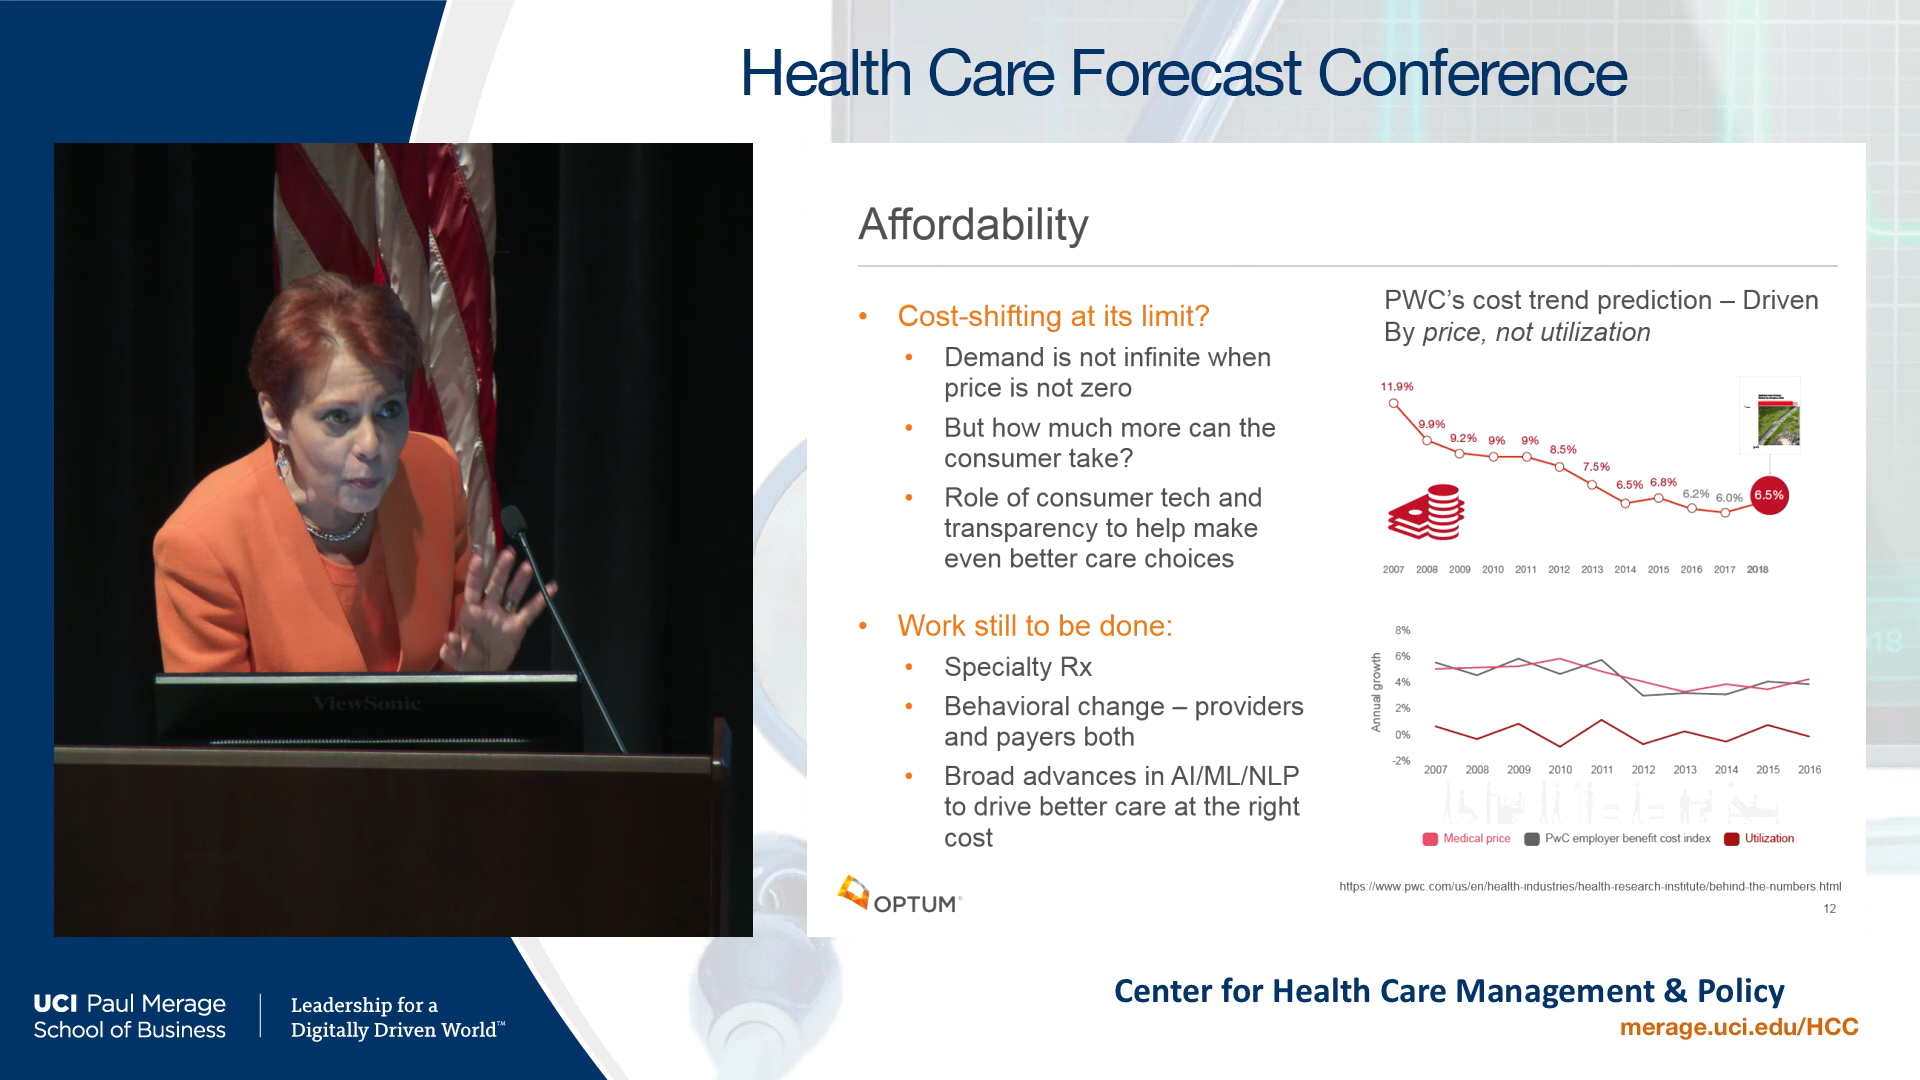 Health Care Forecast Conference
ViewSonic
Affordability
• Cost-shifting at its limit?
• Demand is not infinite when
price is not zero
• But how much more can the
consumer take?
• Role of consumer tech and
transparency to help make
even better care choices
• Work still to be done:
• Specialty Rx
• Behavioral change – providers
and payers both
• Broad advances in AI/ML/NLP
to drive better care at the right
cost
PWC's cost trend prediction – Driven
By price, not utilization
11.9%
9.9%
9.2%
9%
9%
8.5%
7.5%
6.5%
6.8%
6.2%
6.0%
6.5%
2007 2008 2009 2010 2011 2012 2013 2014 2015 2016 2017 2018
Annual growth
8%
6%
4%
2%
0%
-2%
2007 2008 2009 2010 2011 2012 2013 2014 2015 2016
Medical price PwC employer benefit cost index Utilization
https://www.pwc.com/us/en/health-industries/health-research-institute/behind-the-numbers.html
12
OPTUM®
18
UCI Paul Merage
School of Business
Leadership for a
Digitally Driven World™
Center for Health Care Management & Policy
merage.uci.edu/HCC